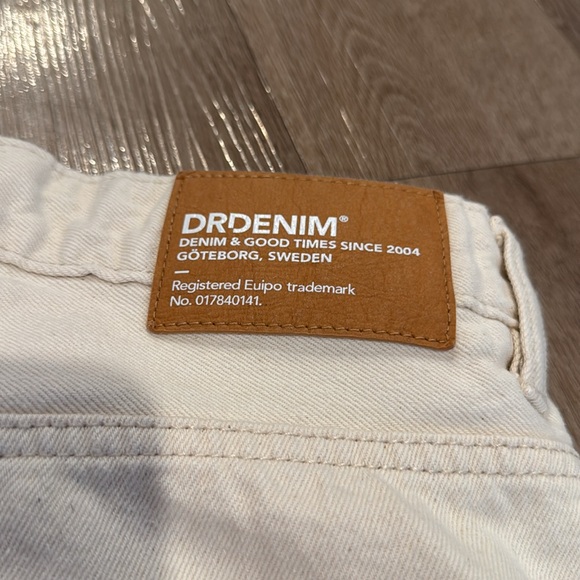 DRDENIM®
DENIM & GOOD TIMES SINCE 2004
GÖTEBORG, SWEDEN
—
Registered Euipo trademark
No. 017840141.